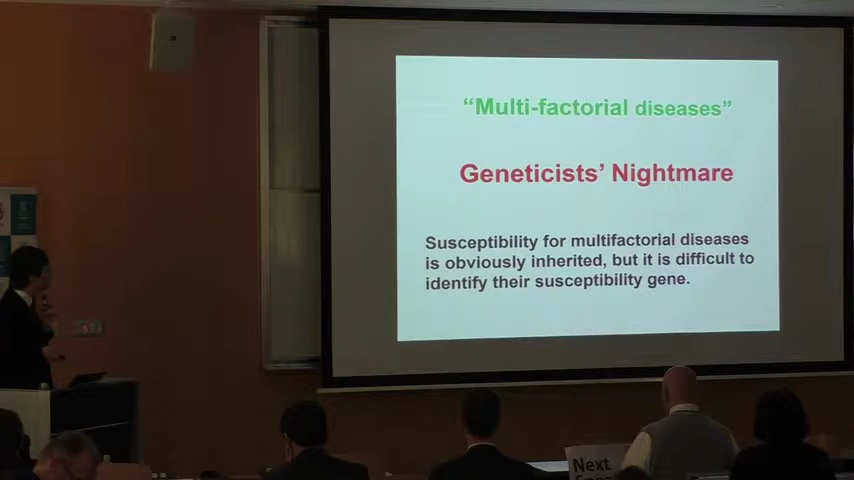 “Multi-factorial diseases”
Geneticists’ Nightmare
Susceptibility for multifactorial diseases
is obviously inherited, but it is difficult to
identify their susceptibility gene.
Next